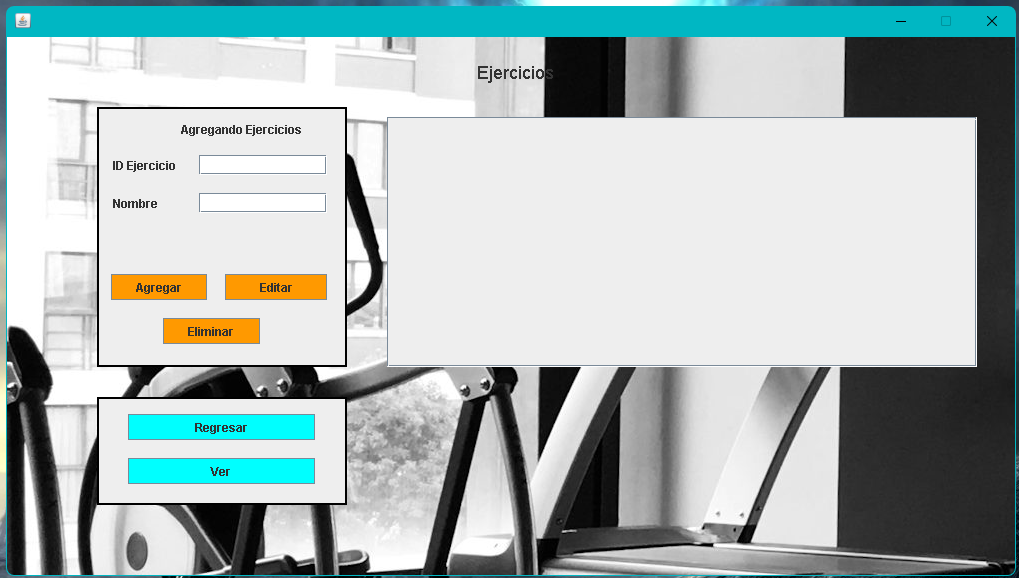 Ejercicios
Agregando Ejercicios
ID Ejercicio
Nombre
Agregar
Editar
Eliminar
Regresar
Ver